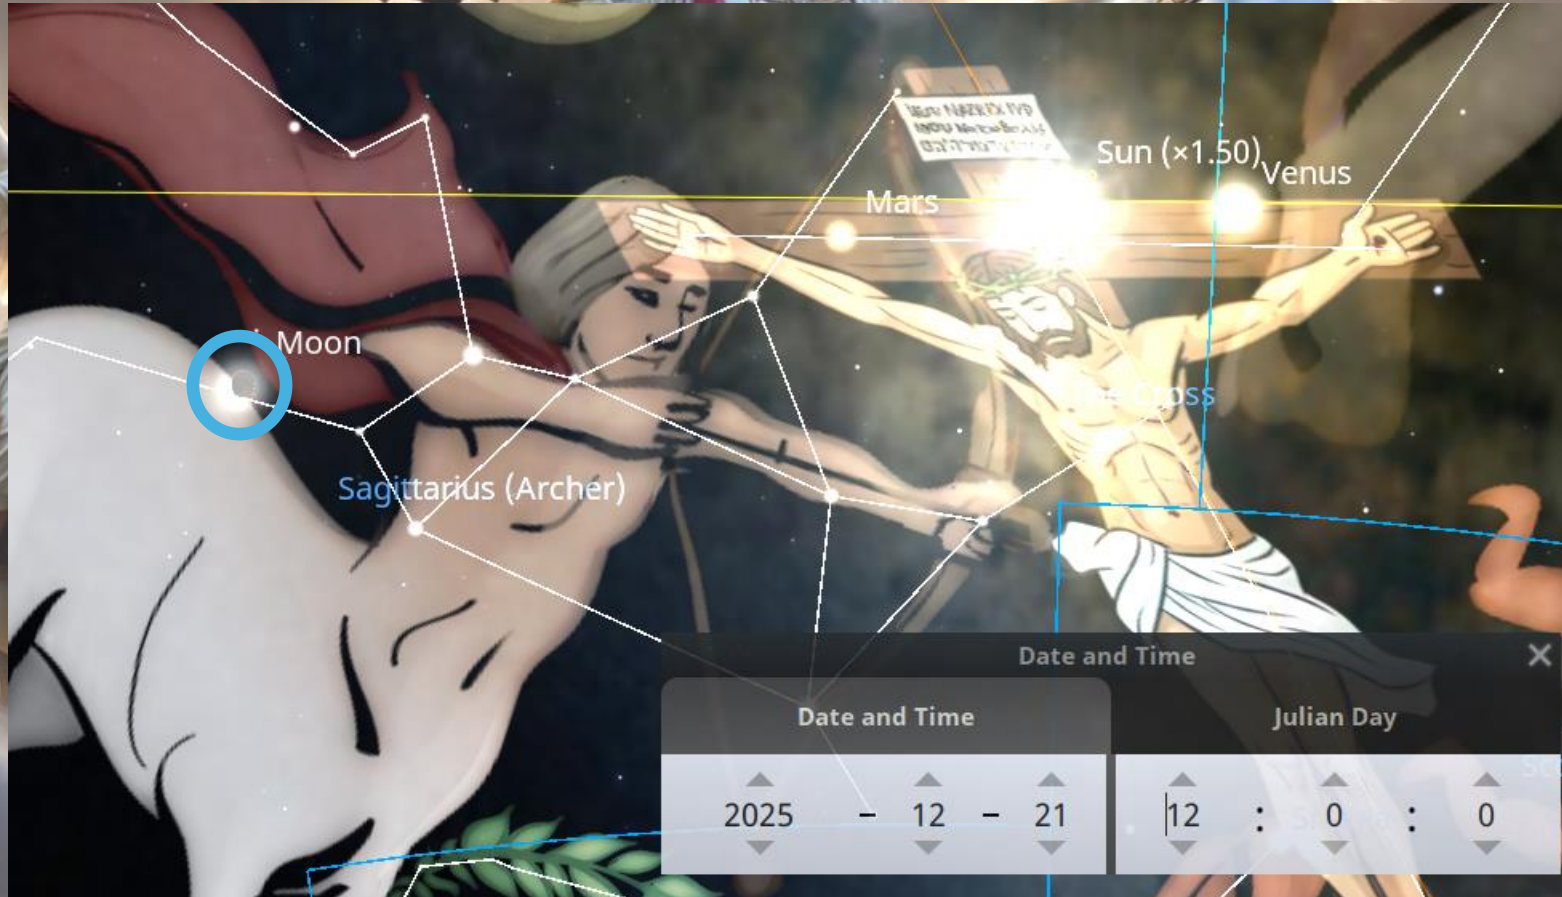 Sun (×1.50)
Venus
Mars
Moon
Cross
Sagittarius (Archer)
Date and Time
Date and Time
Julian Day
2025 - 12 - 21
12 : 0 : 0